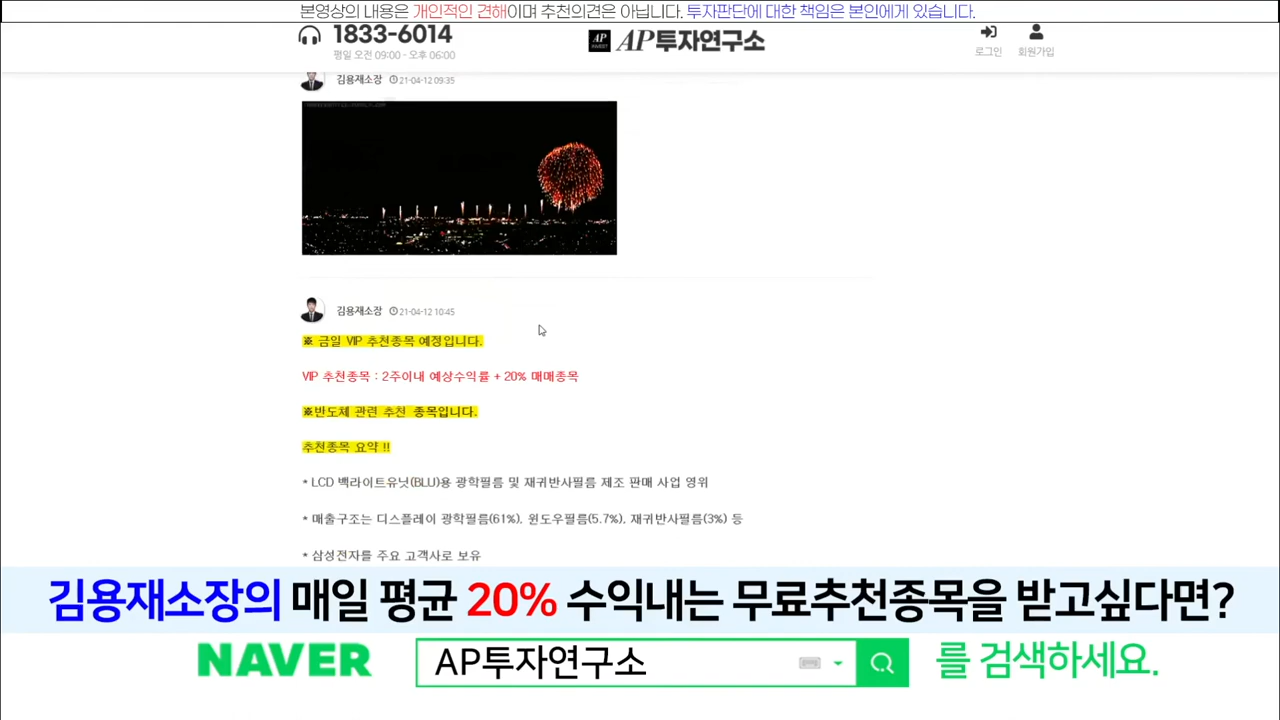 본영상의 내용은 개인적인 견해이며 추천의견은 아닙니다. 투자판단에 대한 책임은 본인에게 있습니다.
1833-6014
평일 오전 09:00 - 오후 06:00
AP INVEST AP투자연구소
로그인 회원가입
김용재소장 21-04-12 09:35
김용재소장 21-04-12 10:45
※ 금일 VIP 추천종목 예정입니다.
VIP 추천종목 : 2주이내 예상수익률 + 20% 매매종목
※반도체 관련 추천 종목입니다.
추천종목 요약 !!
* LCD 백라이트유닛(BLU)용 광학필름 및 재귀반사필름 제조 판매 사업 영위
* 매출구조는 디스플레이 광학필름(61%), 윈도우필름(5.7%), 재귀반사필름(3%) 등
* 삼성전자를 주요 고객사로 보유
김용재소장의 매일 평균 20% 수익내는 무료추천종목을 받고싶다면?
NAVER AP투자연구소 를 검색하세요.